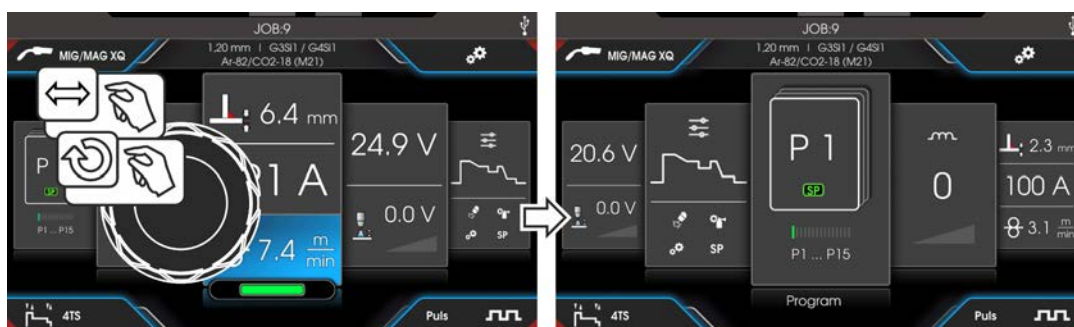 JOB:9
MIG/MAG XQ
1,20 mm I G3Si1 / G4Si1
Ar-82/CO2-18 (M21)
6.4 mm
24.9 V
P
1 A
SP
0.0 V
A
P1 ... P15
7.4 m/min
SP
4TS
Puls
JOB:9
MIG/MAG XQ
1,20 mm I G3Si1 / G4Si1
Ar-82/CO2-18 (M21)
2.3 mm
20.6 V
P 1
0
100 A
SP
0.0 V
A
3.1 m/min
SP
P1 ... P15
Program
4TS
Puls